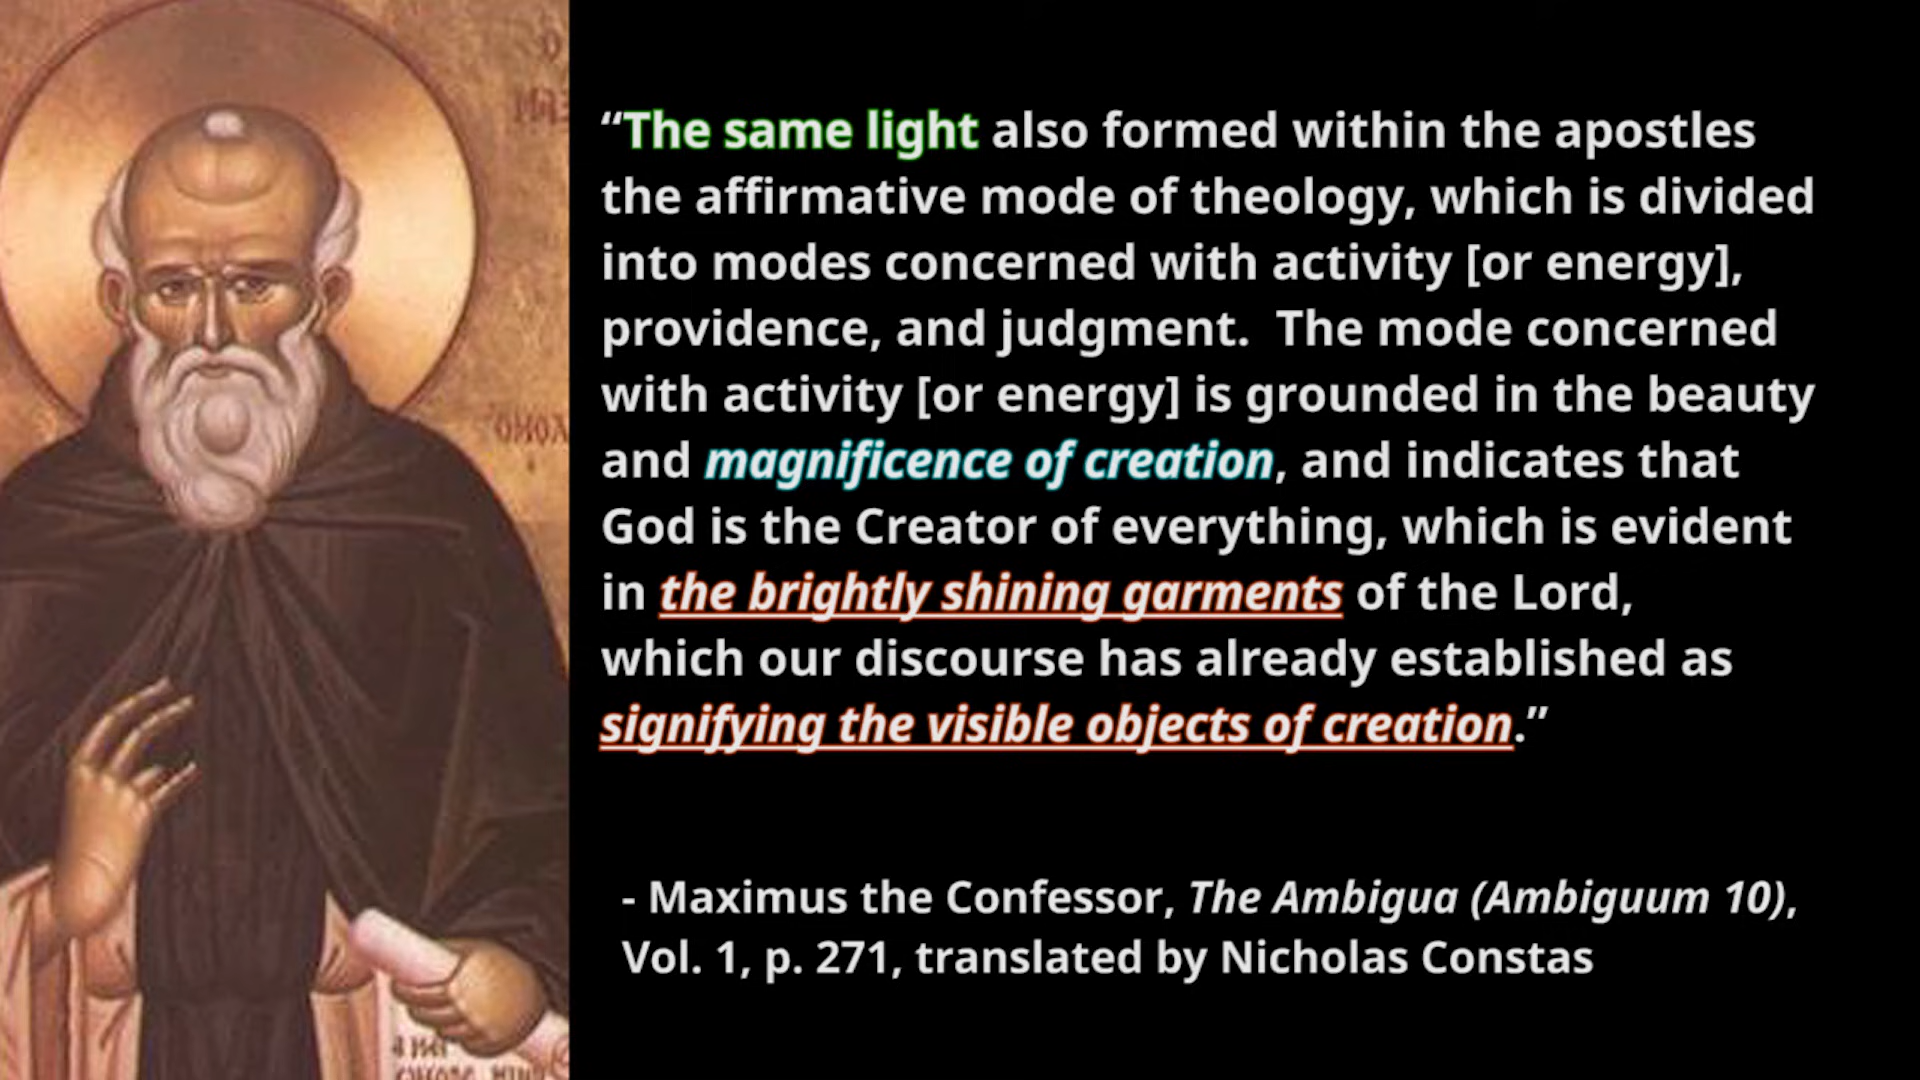 “The same light also formed within the apostles
the affirmative mode of theology, which is divided
into modes concerned with activity [or energy],
providence, and judgment.  The mode concerned
with activity [or energy] is grounded in the beauty
and magnificence of creation, and indicates that
God is the Creator of everything, which is evident
in the brightly shining garments of the Lord,
which our discourse has already established as
signifying the visible objects of creation.”
- Maximus the Confessor, The Ambigua (Ambiguum 10),
Vol. 1, p. 271, translated by Nicholas Constas